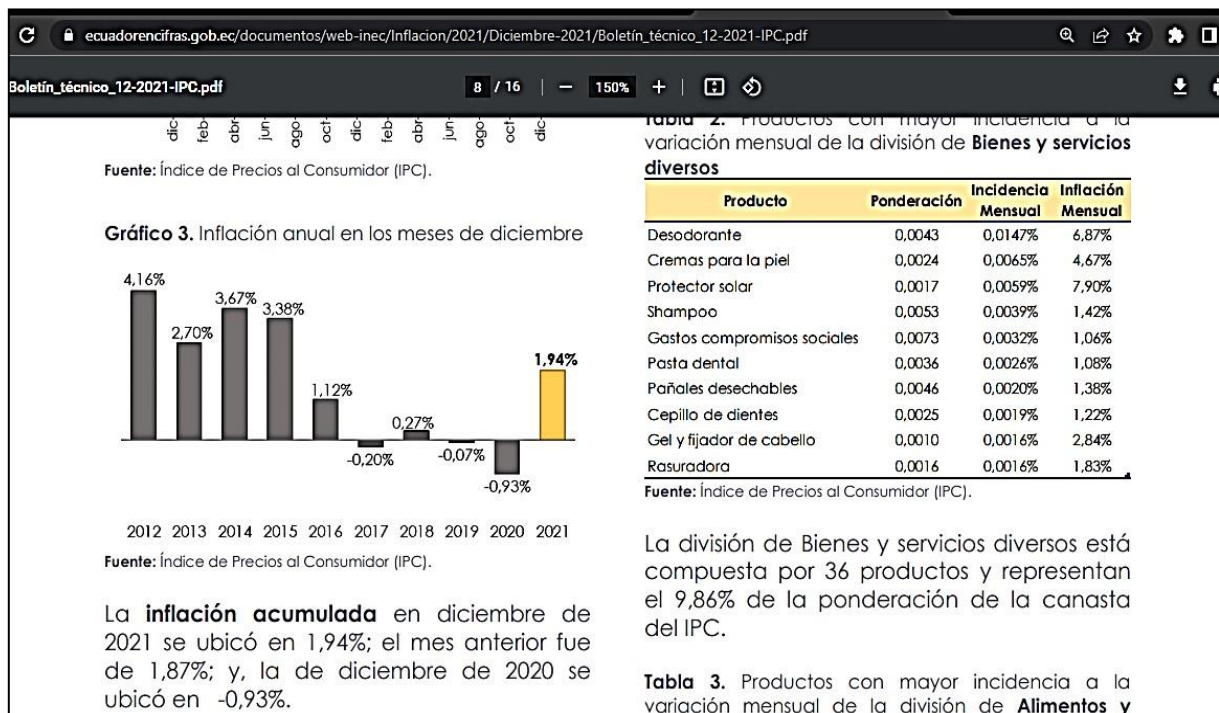 ecuadorencifras.gob.ec/documentos/web-inec/Inflacion/2021/Diciembre-2021/Boletín_técnico_12-2021-IPC.pdf
Boletín_técnico_12-2021-IPC.pdf
8 / 16 | − 150% + |
dic- feb- abr- jun- ago- oct- dic- feb- abr- jun- ago- oct- dic-
Fuente: Índice de Precios al Consumidor (IPC).
Gráfico 3. Inflación anual en los meses de diciembre
4,16% 2,70% 3,67% 3,38% 1,12% -0,20% 0,27% -0,07% -0,93% 1,94%
2012 2013 2014 2015 2016 2017 2018 2019 2020 2021
Fuente: Índice de Precios al Consumidor (IPC).
La inflación acumulada en diciembre de
2021 se ubicó en 1,94%; el mes anterior fue
de 1,87%; y, la de diciembre de 2020 se
ubicó en -0,93%.
Tabla 2. Productos con mayor incidencia a la
variación mensual de la división de Bienes y servicios
diversos
Producto Ponderación Incidencia Mensual Inflación Mensual
Desodorante 0,0043 0,0147% 6,87%
Cremas para la piel 0,0024 0,0065% 4,67%
Protector solar 0,0017 0,0059% 7,90%
Shampoo 0,0053 0,0039% 1,42%
Gastos compromisos sociales 0,0073 0,0032% 1,06%
Pasta dental 0,0036 0,0026% 1,08%
Pañales desechables 0,0046 0,0020% 1,38%
Cepillo de dientes 0,0025 0,0019% 1,22%
Gel y fijador de cabello 0,0010 0,0016% 2,84%
Rasuradora 0,0016 0,0016% 1,83%
Fuente: Índice de Precios al Consumidor (IPC).
La división de Bienes y servicios diversos está
compuesta por 36 productos y representan
el 9,86% de la ponderación de la canasta
del IPC.
Tabla 3. Productos con mayor incidencia a la
variación mensual de la división de Alimentos y